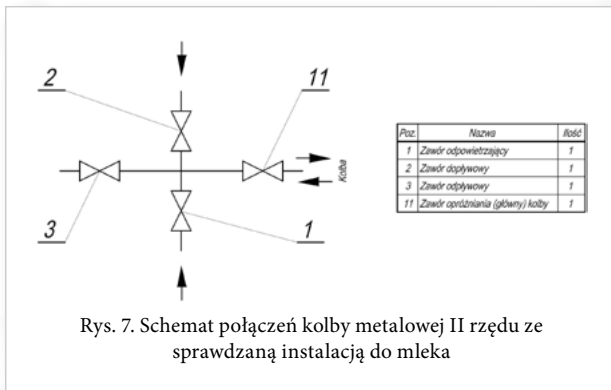 2
11
Kolba
3
1
Poz. Nazwa Ilość
1 Zawór odpowietrzający 1
2 Zawór dopływowy 1
3 Zawór odpływowy 1
11 Zawór opróżniania (główny) kolby 1
Rys. 7. Schemat połączeń kolby metalowej II rzędu ze
sprawdzaną instalacją do mleka